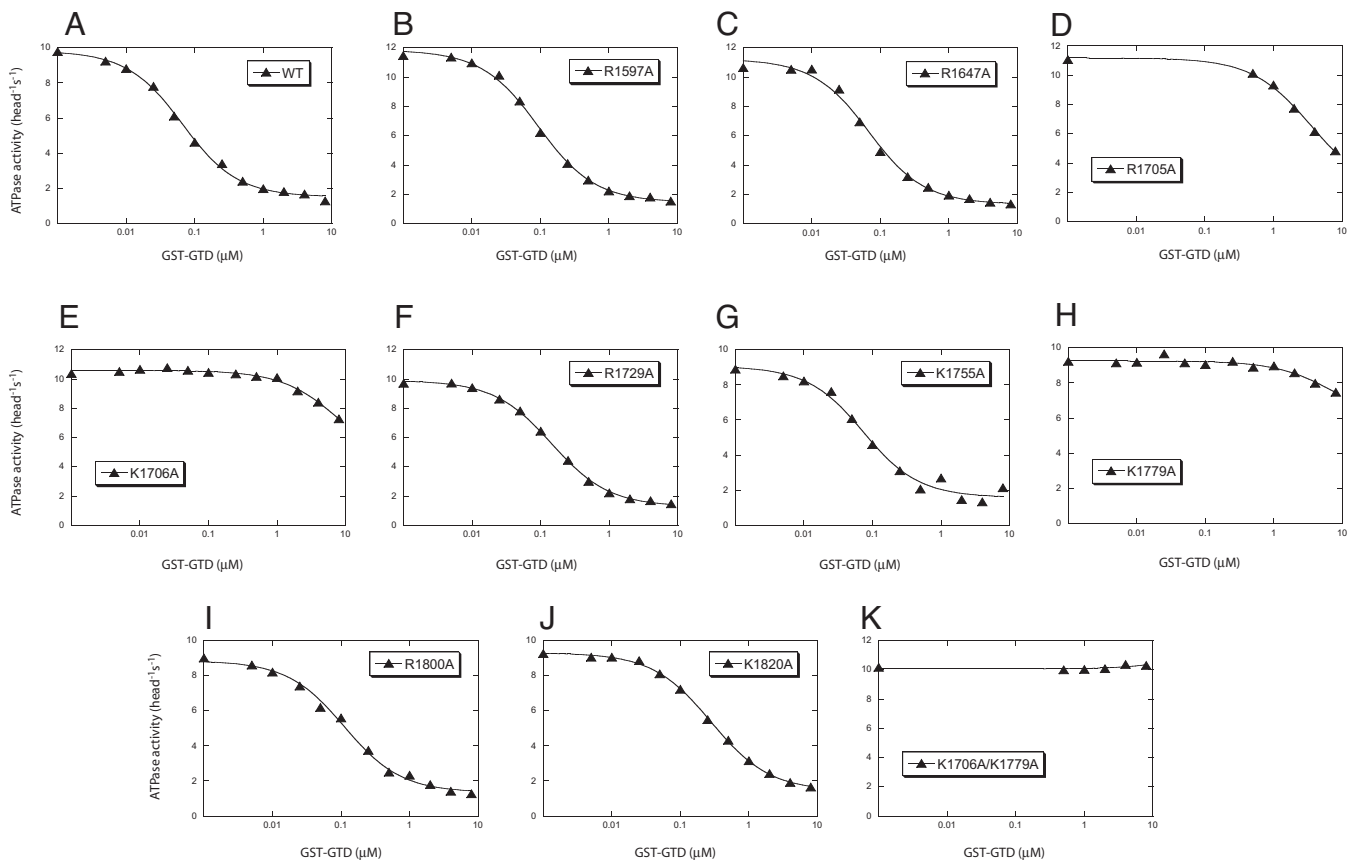 A
B
C
D
ATPase activity (head⁻¹s⁻¹)
10
8
6
4
2
0
WT
0.01 0.1 1 10
GST-GTD (μM)
12
10
8
6
4
2
0
R1597A
0.01 0.1 1 10
GST-GTD (μM)
12
10
8
6
4
2
0
R1647A
0.01 0.1 1 10
GST-GTD (μM)
12
10
8
6
4
2
0
R1705A
0.01 0.1 1 10
GST-GTD (μM)
E
F
G
H
ATPase activity (head⁻¹s⁻¹)
12
10
8
6
4
2
0
K1706A
0.01 0.1 1 10
GST-GTD (μM)
12
10
8
6
4
2
0
R1729A
0.01 0.1 1 10
GST-GTD (μM)
10
8
6
4
2
0
K1755A
0.01 0.1 1 10
GST-GTD (μM)
10
8
6
4
2
0
K1779A
0.01 0.1 1 10
GST-GTD (μM)
I
J
K
ATPase activity (head⁻¹s⁻¹)
10
8
6
4
2
0
R1800A
0.01 0.1 1 10
GST-GTD (μM)
10
8
6
4
2
0
K1820A
0.01 0.1 1 10
GST-GTD (μM)
12
10
8
6
4
2
0
K1706A/K1779A
0.01 0.1 1 10
GST-GTD (μM)